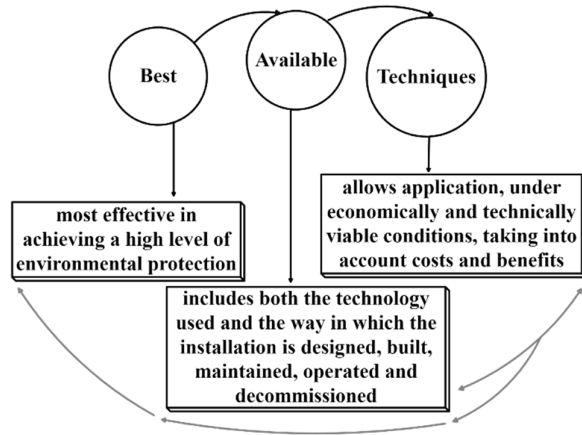 Best
Available
Techniques
most effective in
achieving a high level of
environmental protection
allows application, under
economically and technically
viable conditions, taking into
account costs and benefits
includes both the technology
used and the way in which the
installation is designed, built,
maintained, operated and
decommissioned